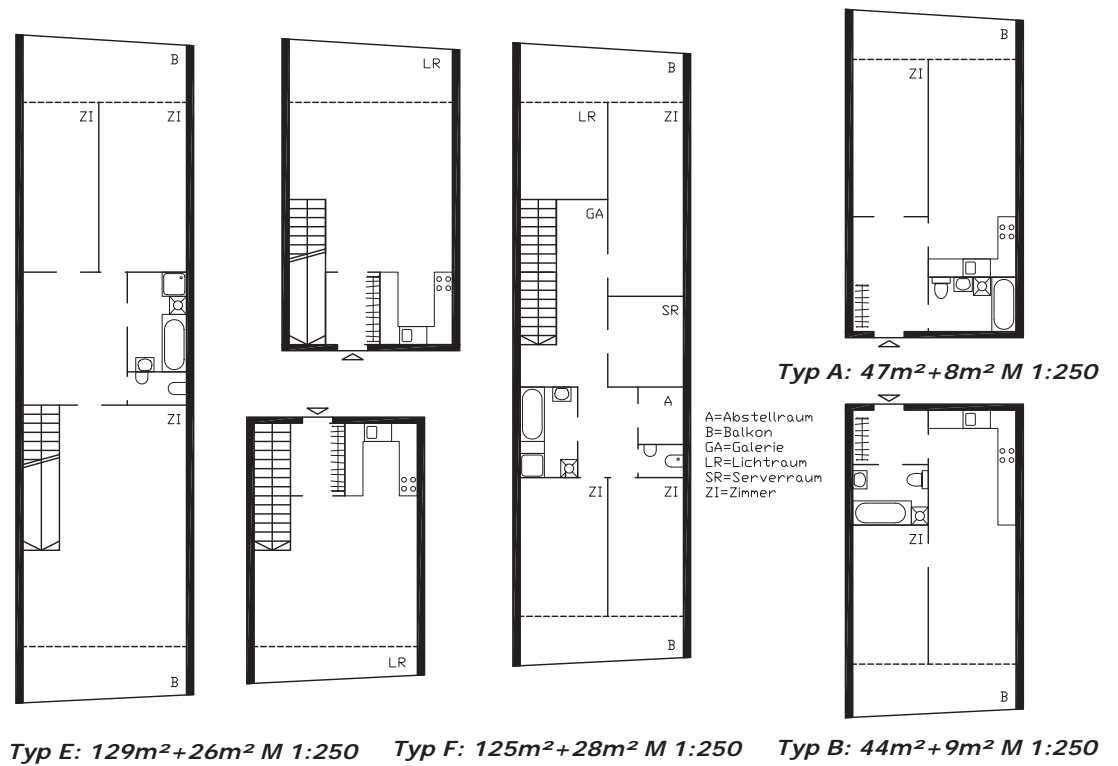 B
ZI
ZI
ZI
B
LR
LR
B
LR
ZI
GA
SR
A
ZI
ZI
B
A=Abstellraum
B=Balkon
GA=Galerie
LR=Lichtraum
SR=Serverraum
ZI=Zimmer
B
ZI
Typ A: 47m²+8m² M 1:250
ZI
B
Typ E: 129m²+26m² M 1:250
Typ F: 125m²+28m² M 1:250
Typ B: 44m²+9m² M 1:250